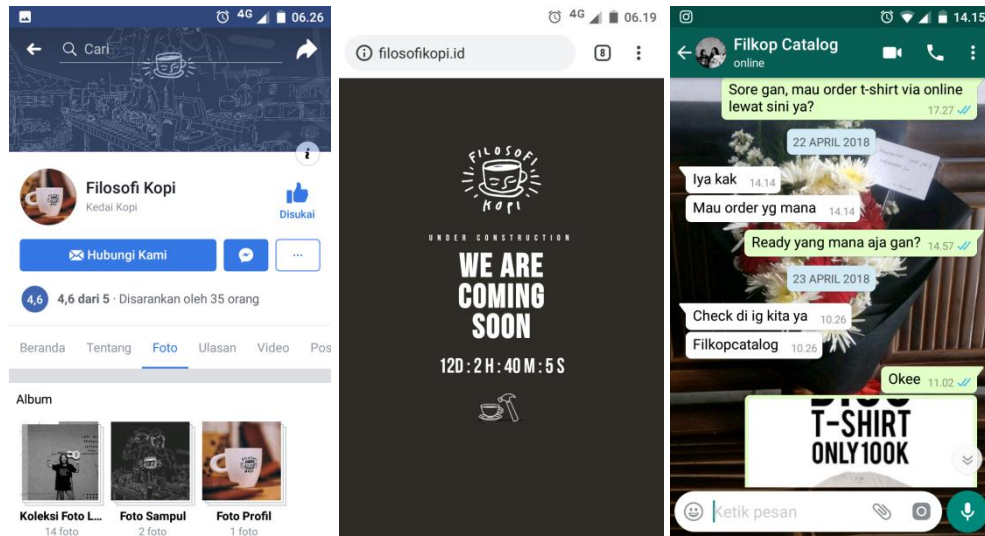 4G 06.26
Cari
Filosofi Kopi
Kedai Kopi
Disukai
Hubungi Kami
...
4,6 4,6 dari 5 · Disarankan oleh 35 orang
Beranda Tentang Foto Ulasan Video Pos
Album
Koleksi Foto L...
14 foto
Foto Sampul
2 foto
Foto Profil
1 foto
4G 06.19
filosofikopi.id 8
FILOSOFI
KOPI
UNDER CONSTRUCTION
WE ARE
COMING
SOON
12D : 2 H : 40 M : 5 S
14.15
Filkop Catalog
online
Sore gan, mau order t-shirt via online
lewat sini ya?
17.27
22 APRIL 2018
Iya kak 14.14
Mau order yg mana 14.14
Ready yang mana aja gan? 14.57
23 APRIL 2018
Check di ig kita ya 10.26
Filkopcatalog 10.26
Okee 11.02
T-SHIRT
ONLY 100K
Ketik pesan